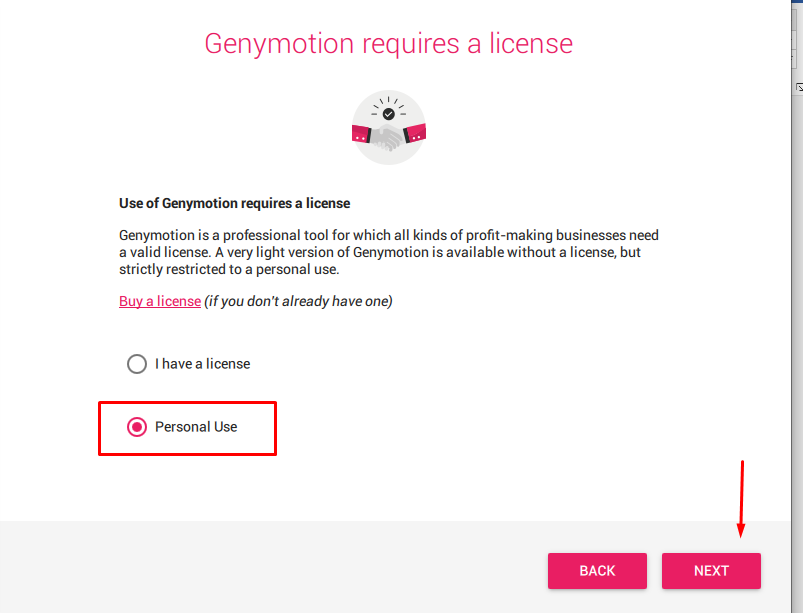 Genymotion requires a license
Use of Genymotion requires a license
Genymotion is a professional tool for which all kinds of profit-making businesses need
a valid license. A very light version of Genymotion is available without a license, but
strictly restricted to a personal use.
Buy a license (if you don't already have one)
I have a license
Personal Use
BACK NEXT